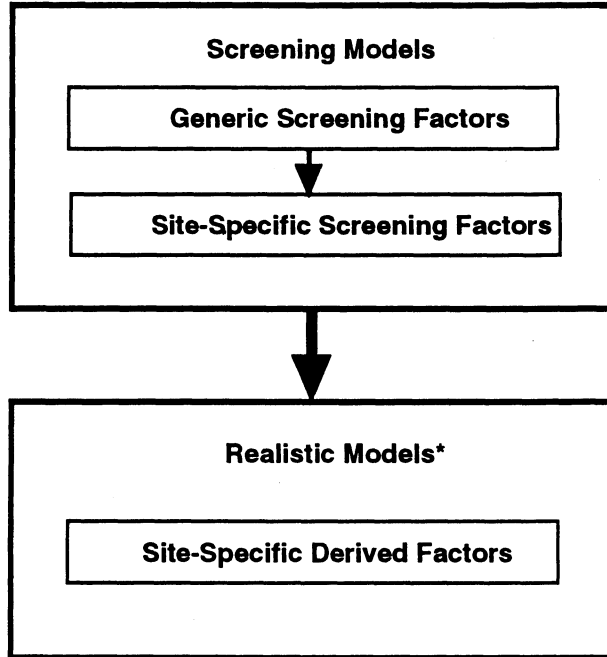 Screening Models
Generic Screening Factors
Site-Specific Screening Factors
Realistic Models*
Site-Specific Derived Factors